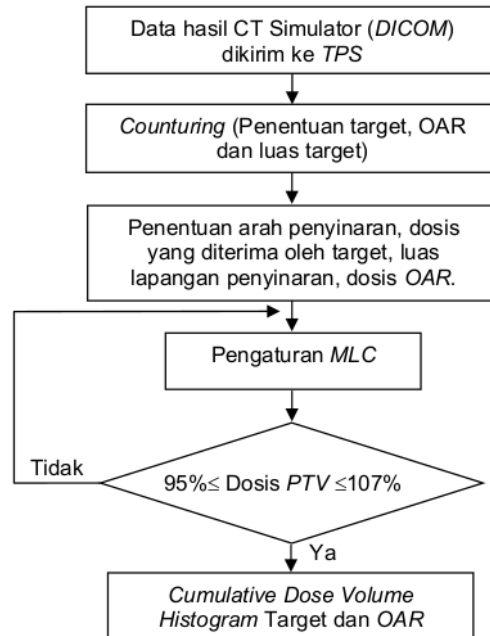 Data hasil CT Simulator (DICOM)
dikirim ke TPS
Counturing (Penentuan target, OAR
dan luas target)
Penentuan arah penyinaran, dosis
yang diterima oleh target, luas
lapangan penyinaran, dosis OAR.
Pengaturan MLC
Tidak
95%≤ Dosis PTV ≤107%
Ya
Cumulative Dose Volume
Histogram Target dan OAR